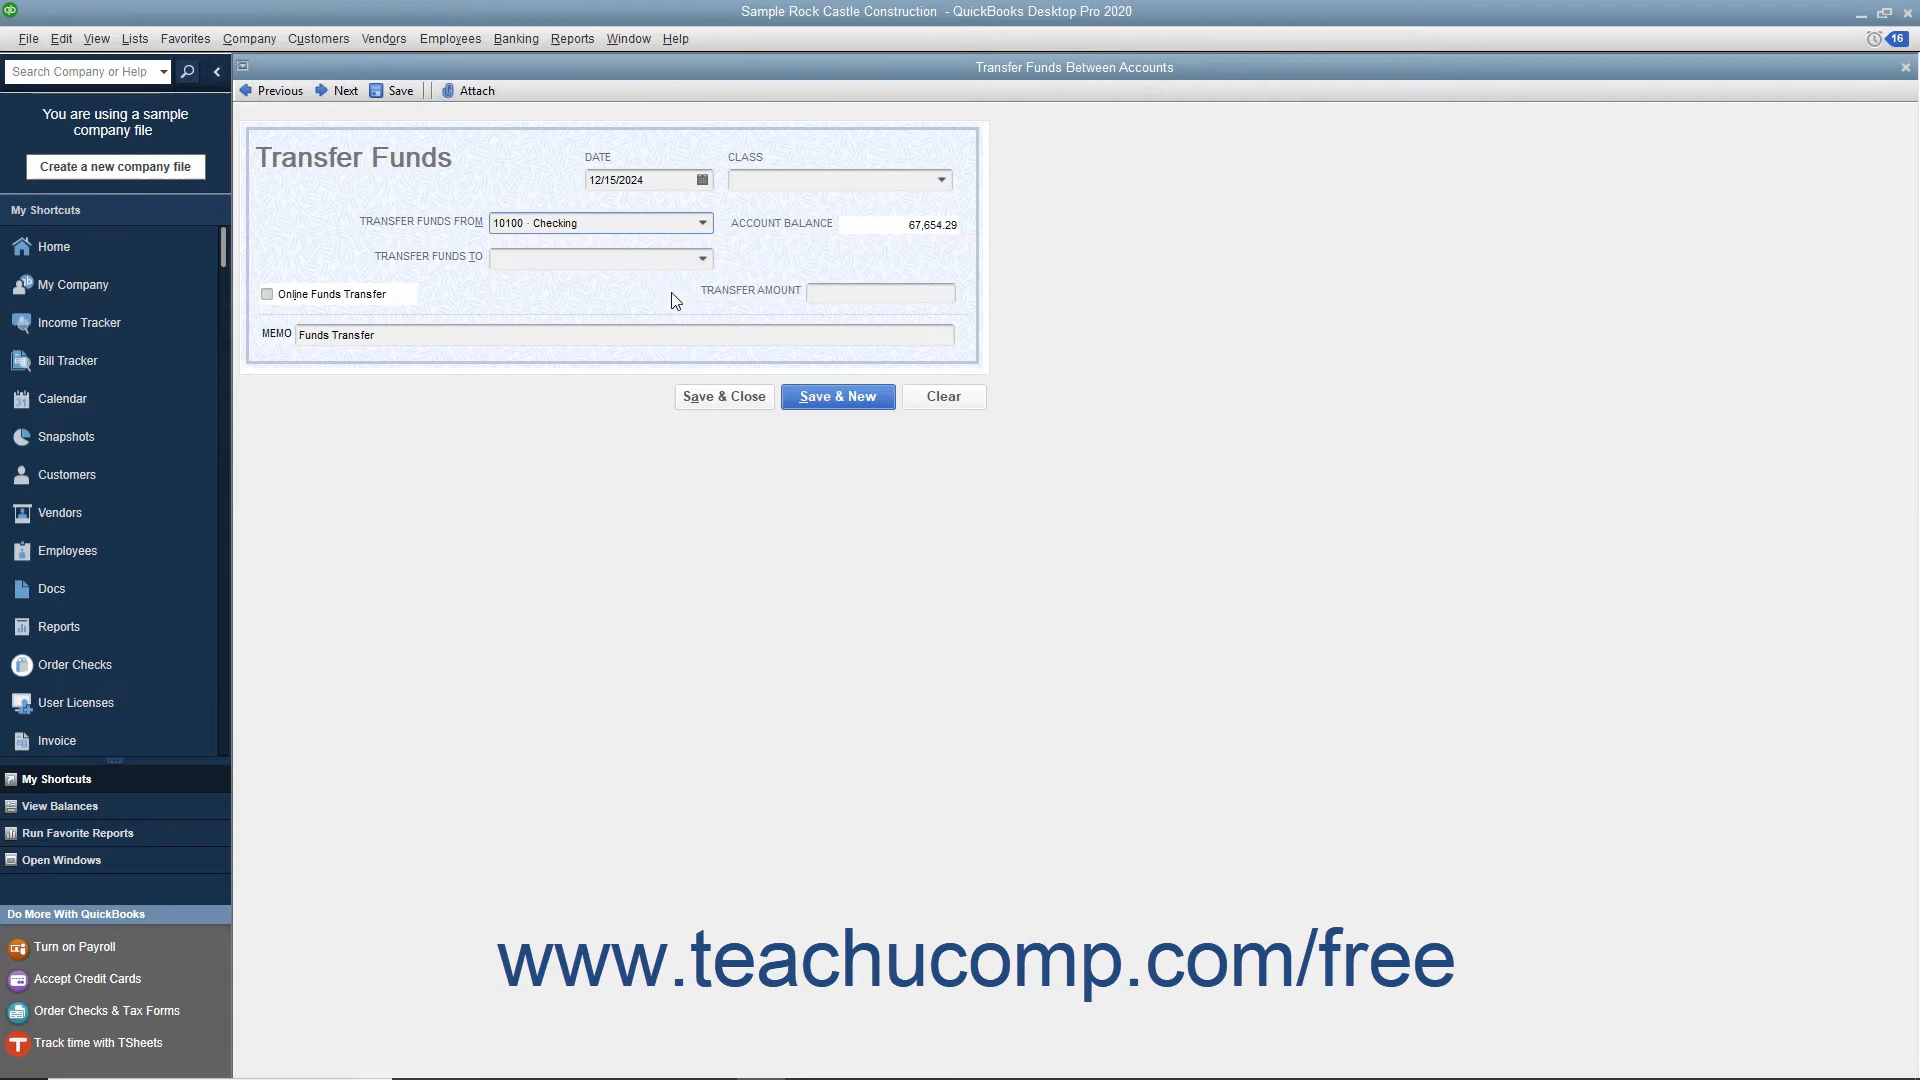 Sample Rock Castle Construction - QuickBooks Desktop Pro 2020
File Edit View Lists Favorites Company Customers Vendors Employees Banking Reports Window Help
16
Search Company or Help
Transfer Funds Between Accounts
Previous Next Save Attach
You are using a sample
company file
Create a new company file
My Shortcuts
Home
My Company
Income Tracker
Bill Tracker
Calendar
Snapshots
Customers
Vendors
Employees
Docs
Reports
Order Checks
User Licenses
Invoice
My Shortcuts
View Balances
Run Favorite Reports
Open Windows
Do More With QuickBooks
Turn on Payroll
Accept Credit Cards
Order Checks & Tax Forms
Track time with TSheets
Transfer Funds
DATE CLASS
12/15/2024
TRANSFER FUNDS FROM 10100 · Checking ACCOUNT BALANCE 67,654.29
TRANSFER FUNDS TO
Online Funds Transfer TRANSFER AMOUNT
MEMO Funds Transfer
Save & Close Save & New Clear
www.teachucomp.com/free